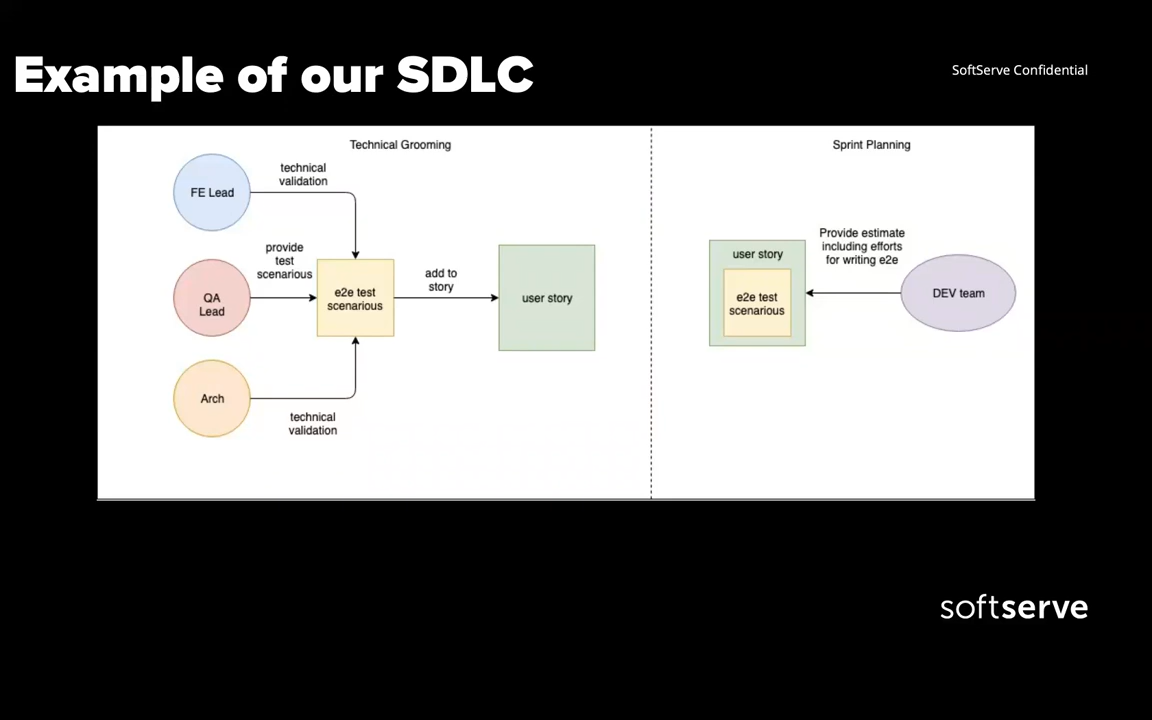 Example of our SDLC
SoftServe Confidential
Technical Grooming
FE Lead
technical
validation
provide
test
scenarious
QA
Lead
e2e test
scenarious
add to
story
user story
Arch
technical
validation
Sprint Planning
user story
e2e test
scenarious
Provide estimate
including efforts
for writing e2e
DEV team
softserve